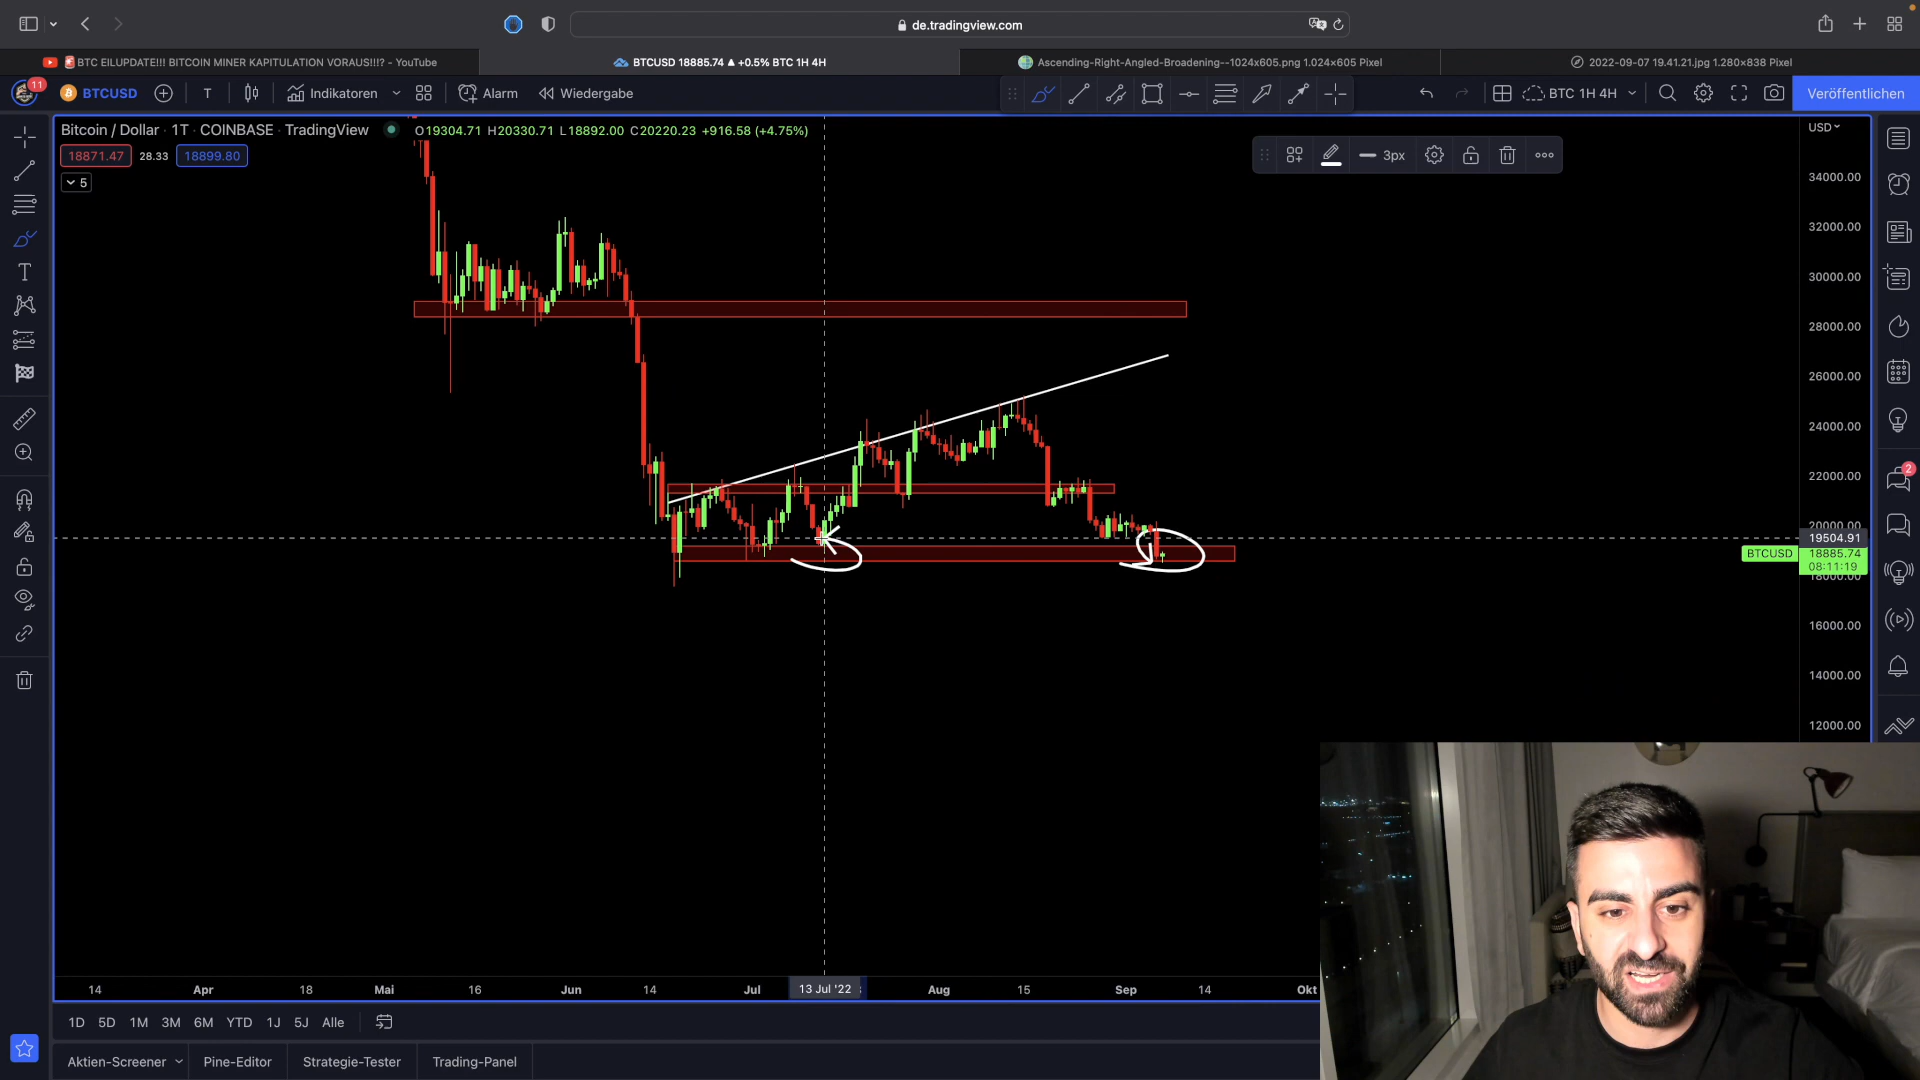 de.tradingview.com
BTC EILUPDATE!!! BITCOIN MINER KAPITULATION VORAUS!!!? - YouTube
BTCUSD 18885.74 ▲ +0.5% BTC 1H 4H
Ascending-Right-Angled-Broadening--1024x605.png 1.024×605 Pixel
2022-09-07 19.41.21.jpg 1.280×838 Pixel
11
BTCUSD
T
Indikatoren
Alarm
Wiedergabe
BTC 1H 4H
Veröffentlichen
Bitcoin / Dollar · 1T · COINBASE · TradingView
O19304.71 H20330.71 L18892.00 C20220.23 +916.58 (+4.75%)
USD
18871.47
28.33
18899.80
3px
5
34000.00
32000.00
30000.00
28000.00
26000.00
24000.00
22000.00
2
20000.00
19504.91
BTCUSD
18885.74
08:11:19
18000.00
16000.00
14000.00
12000.00
14
Apr
18
Mai
16
Jun
14
Jul
13 Jul '22
Aug
15
Sep
14
Okt
1D
5D
1M
3M
6M
YTD
1J
5J
Alle
Aktien-Screener
Pine-Editor
Strategie-Tester
Trading-Panel